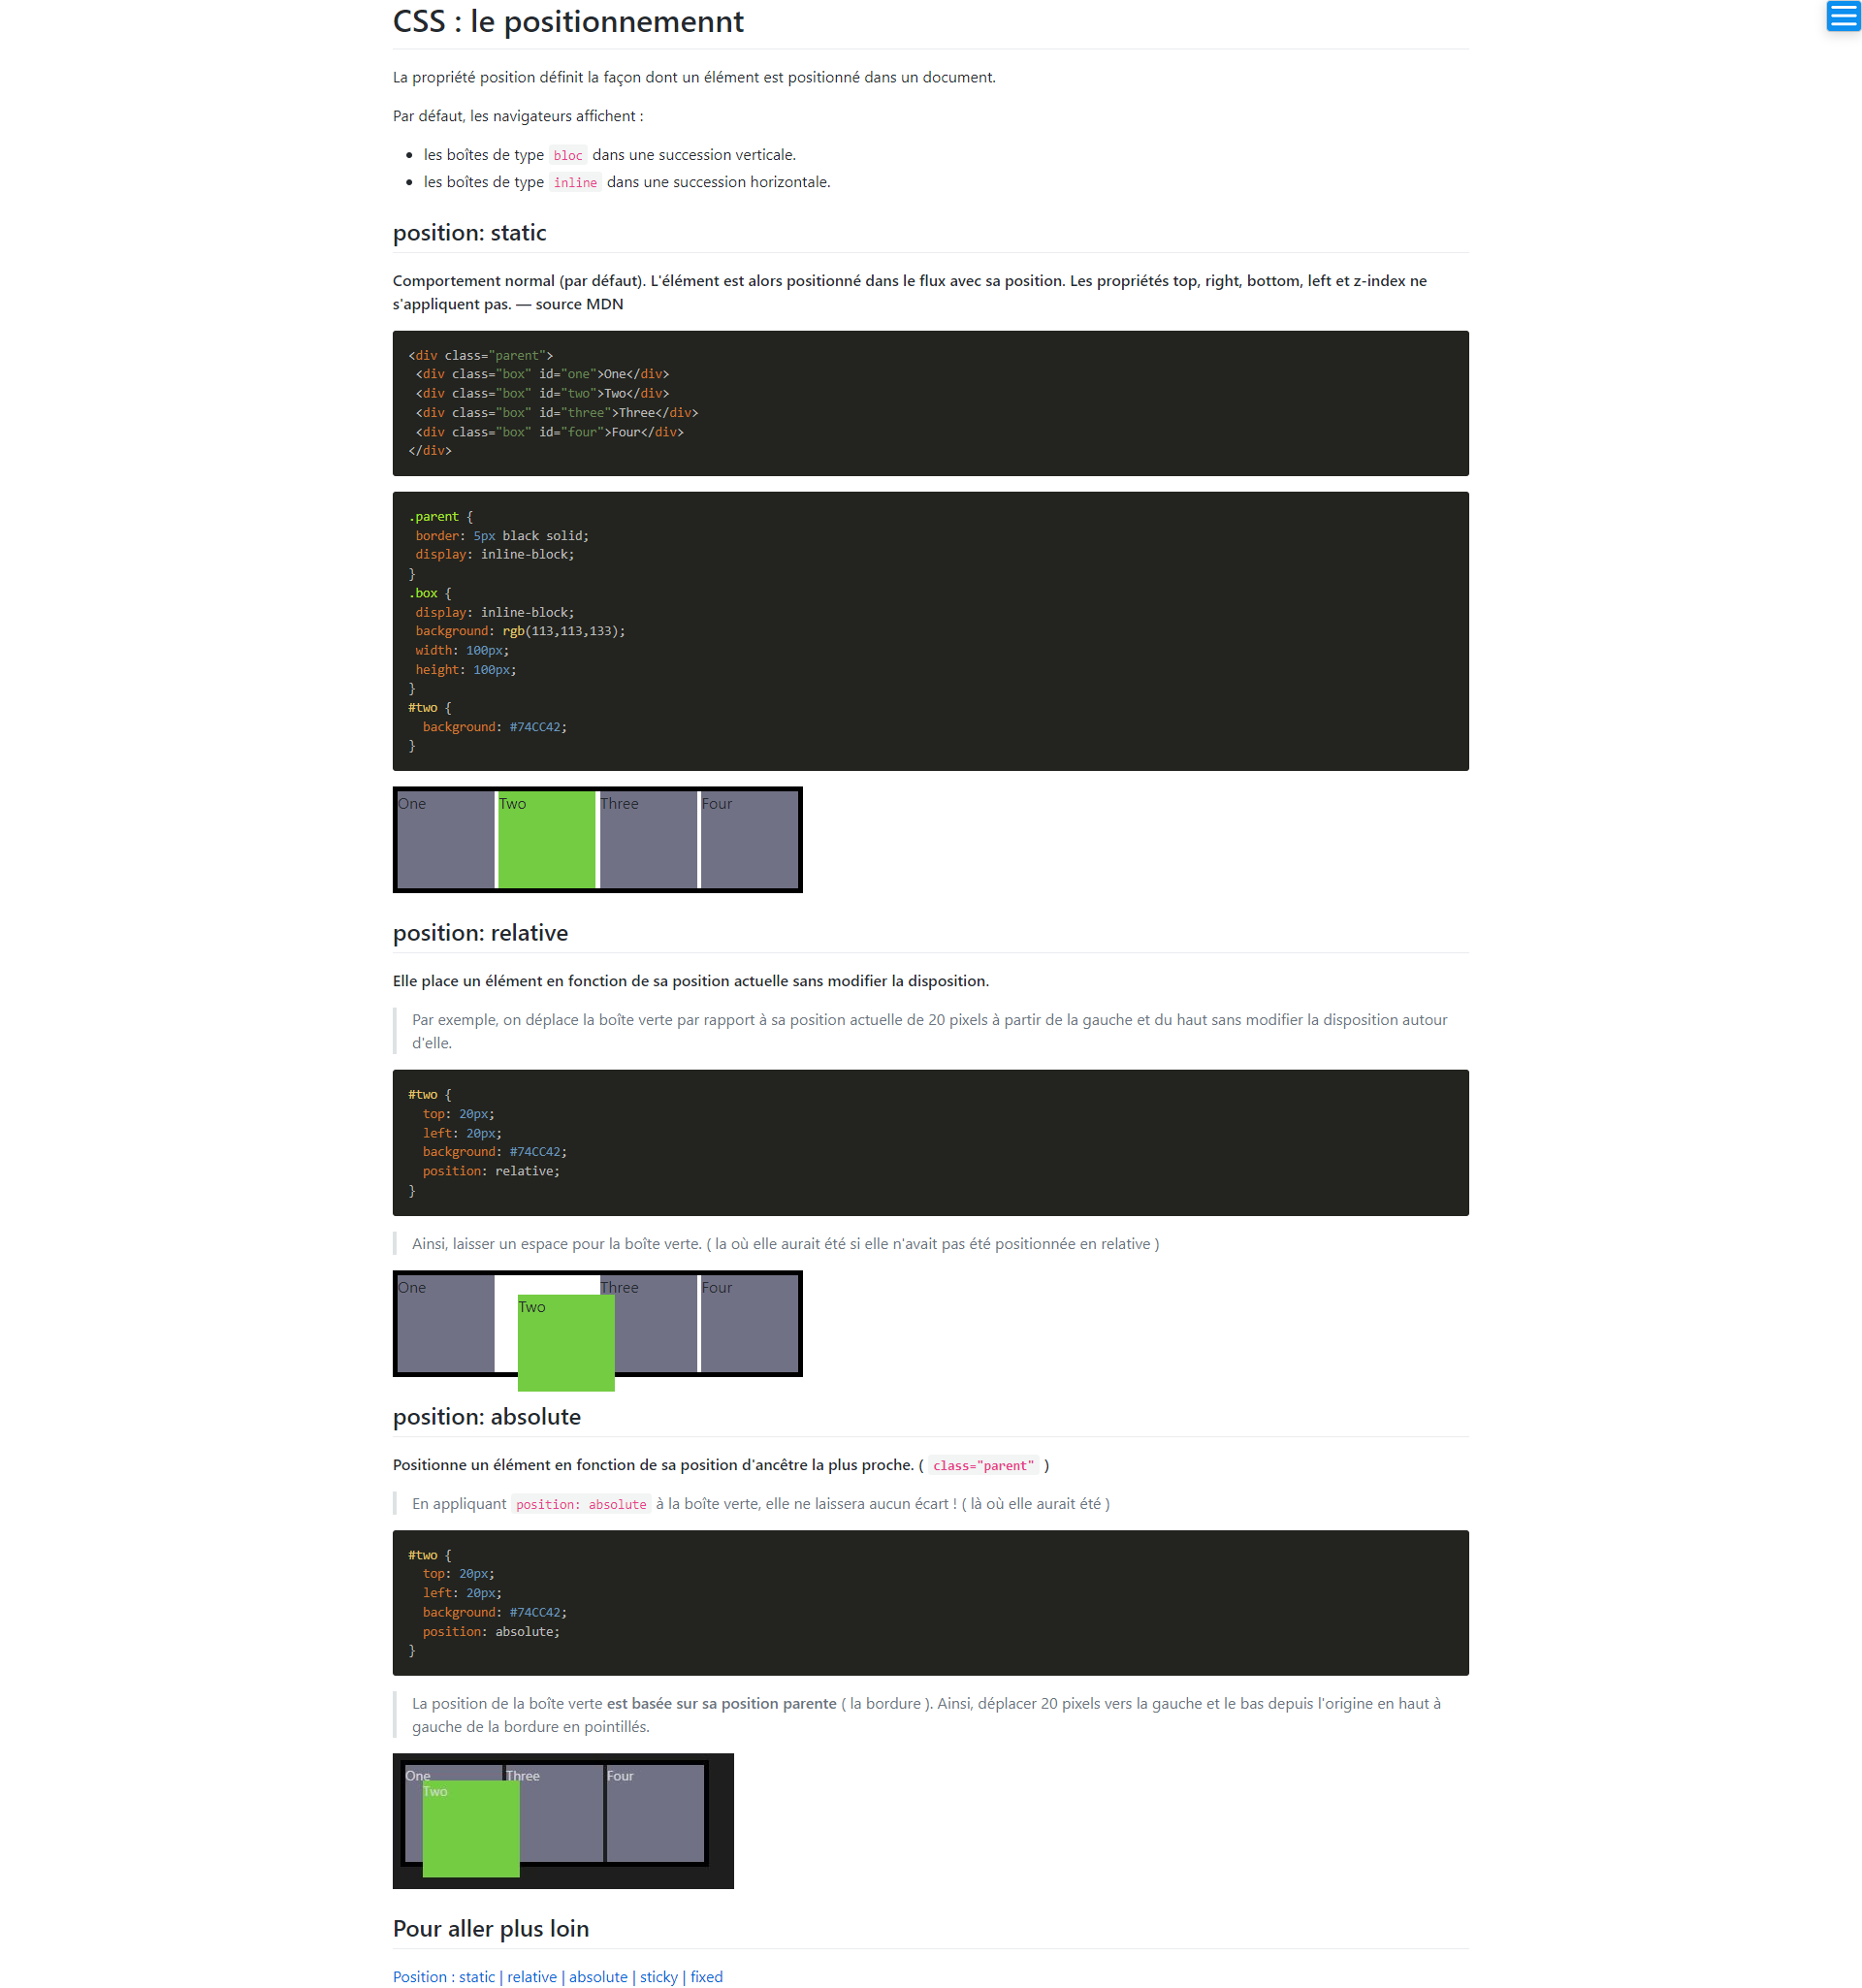 CSS : le positionnemennt
La propriété position définit la façon dont un élément est positionné dans un document.
Par défaut, les navigateurs affichent :
les boîtes de type bloc dans une succession verticale.
les boîtes de type inline dans une succession horizontale.
position: static
Comportement normal (par défaut). L'élément est alors positionné dans le flux avec sa position. Les propriétés top, right, bottom, left et z-index ne
s'appliquent pas. — source MDN
<div class="parent">
 <div class="box" id="one">One</div>
 <div class="box" id="two">Two</div>
 <div class="box" id="three">Three</div>
 <div class="box" id="four">Four</div>
</div>
.parent {
 border: 5px black solid;
 display: inline-block;
}
.box {
 display: inline-block;
 background: rgb(113,113,133);
 width: 100px;
 height: 100px;
}
#two {
  background: #74CC42;
}
One Two Three Four
position: relative
Elle place un élément en fonction de sa position actuelle sans modifier la disposition.
Par exemple, on déplace la boîte verte par rapport à sa position actuelle de 20 pixels à partir de la gauche et du haut sans modifier la disposition autour
d'elle.
#two {
  top: 20px;
  left: 20px;
  background: #74CC42;
  position: relative;
}
Ainsi, laisser un espace pour la boîte verte. ( la où elle aurait été si elle n'avait pas été positionnée en relative )
One Three Four
Two
position: absolute
Positionne un élément en fonction de sa position d'ancêtre la plus proche. ( class="parent" )
En appliquant position: absolute à la boîte verte, elle ne laissera aucun écart ! ( là où elle aurait été )
#two {
  top: 20px;
  left: 20px;
  background: #74CC42;
  position: absolute;
}
La position de la boîte verte est basée sur sa position parente ( la bordure ). Ainsi, déplacer 20 pixels vers la gauche et le bas depuis l'origine en haut à
gauche de la bordure en pointillés.
One Three Four
Two
Pour aller plus loin
Position : static | relative | absolute | sticky | fixed